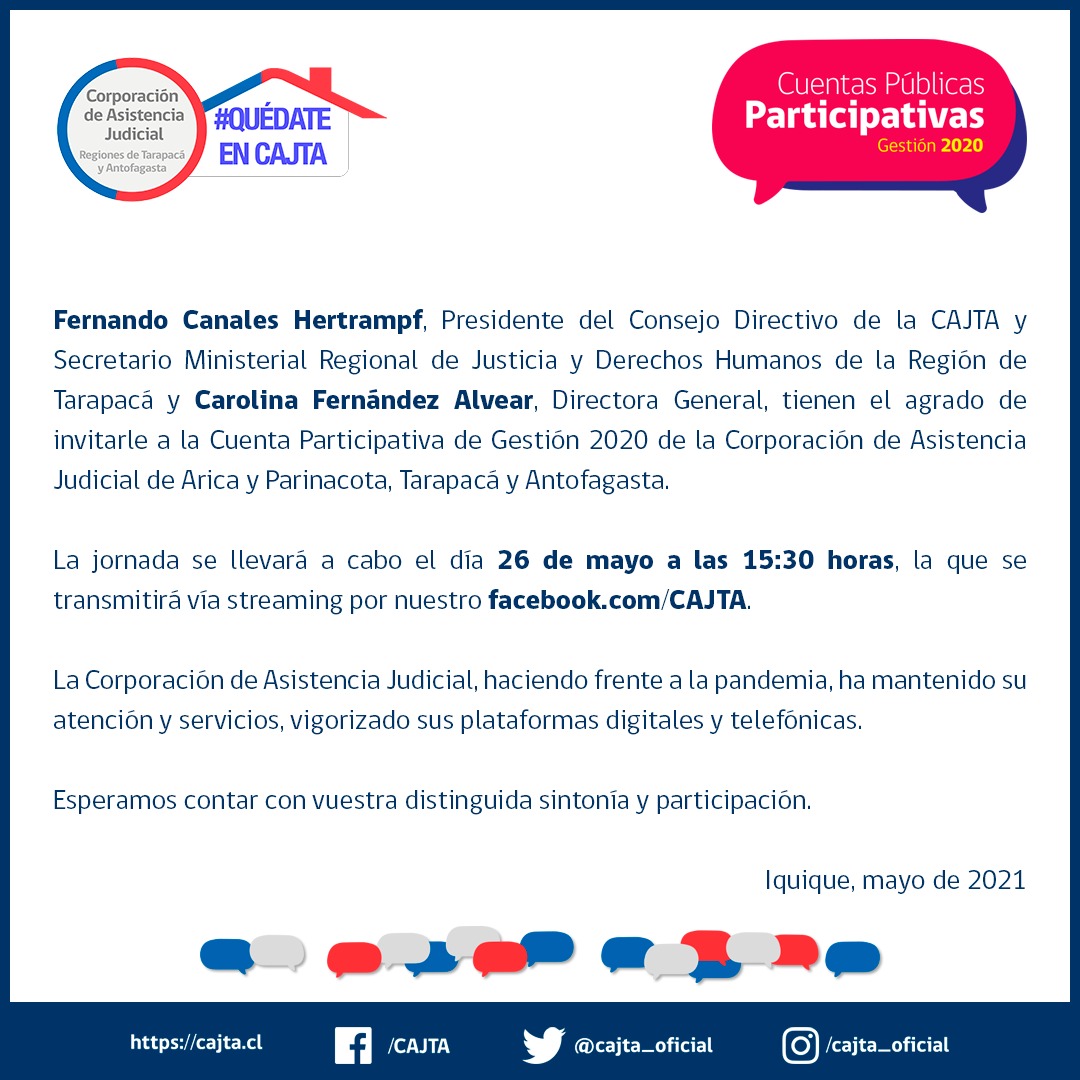 Corporación
de Asistencia
Judicial
Regiones de Tarapacá
y Antofagasta
#QUÉDATE
EN CAJTA
Cuentas Públicas
Participativas
Gestión 2020
Fernando Canales Hertrampf, Presidente del Consejo Directivo de la CAJTA y
Secretario Ministerial Regional de Justicia y Derechos Humanos de la Región de
Tarapacá y Carolina Fernández Alvear, Directora General, tienen el agrado de
invitarle a la Cuenta Participativa de Gestión 2020 de la Corporación de Asistencia
Judicial de Arica y Parinacota, Tarapacá y Antofagasta.
La jornada se llevará a cabo el día 26 de mayo a las 15:30 horas, la que se
transmitirá vía streaming por nuestro facebook.com/CAJTA.
La Corporación de Asistencia Judicial, haciendo frente a la pandemia, ha mantenido su
atención y servicios, vigorizado sus plataformas digitales y telefónicas.
Esperamos contar con vuestra distinguida sintonía y participación.
Iquique, mayo de 2021
https://cajta.cl
/CAJTA
@cajta_oficial
/cajta_oficial